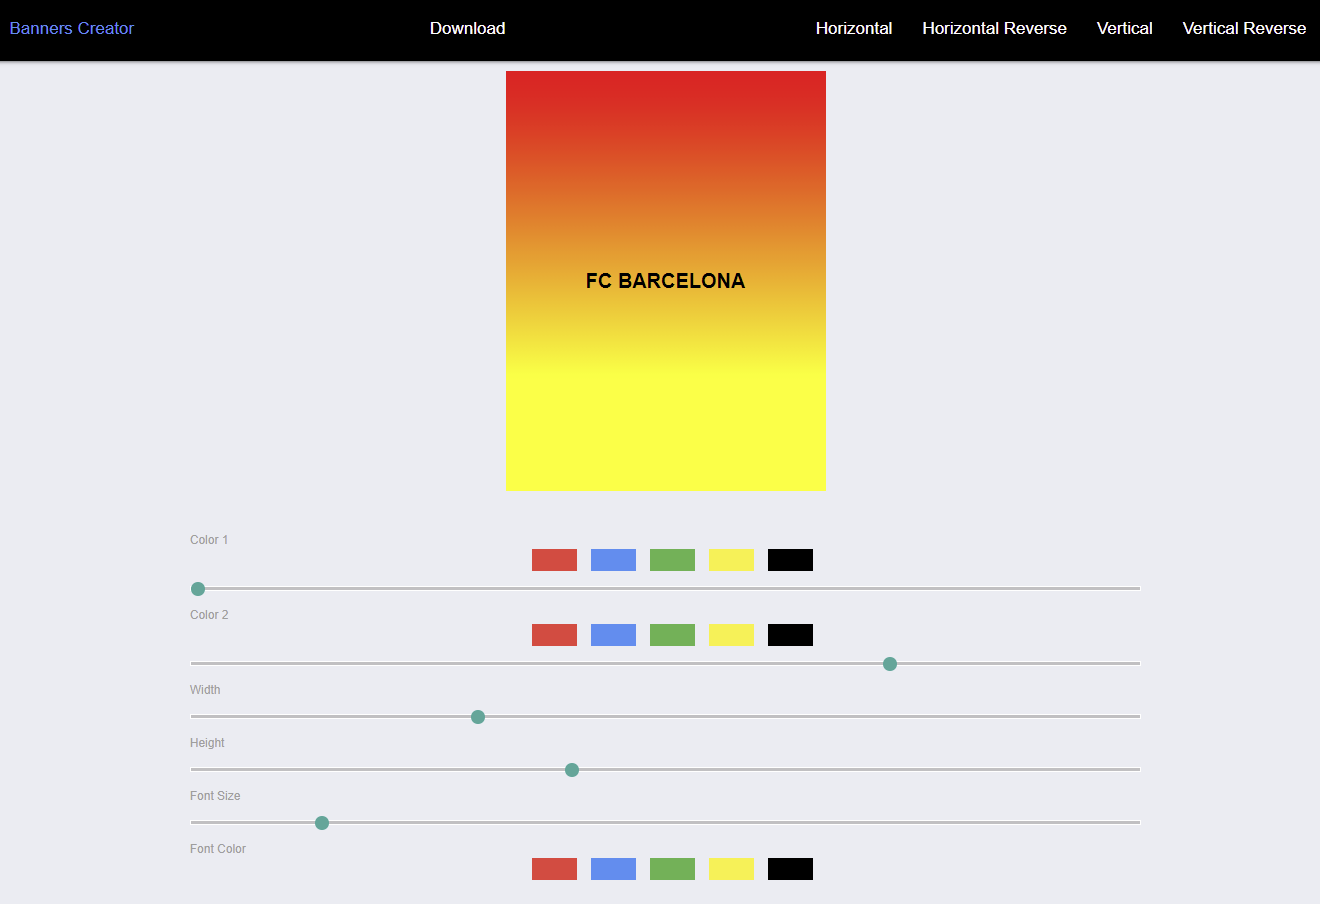 Banners Creator Download Horizontal Horizontal Reverse Vertical Vertical Reverse
FC BARCELONA
Color 1
Color 2
Width
Height
Font Size
Font Color